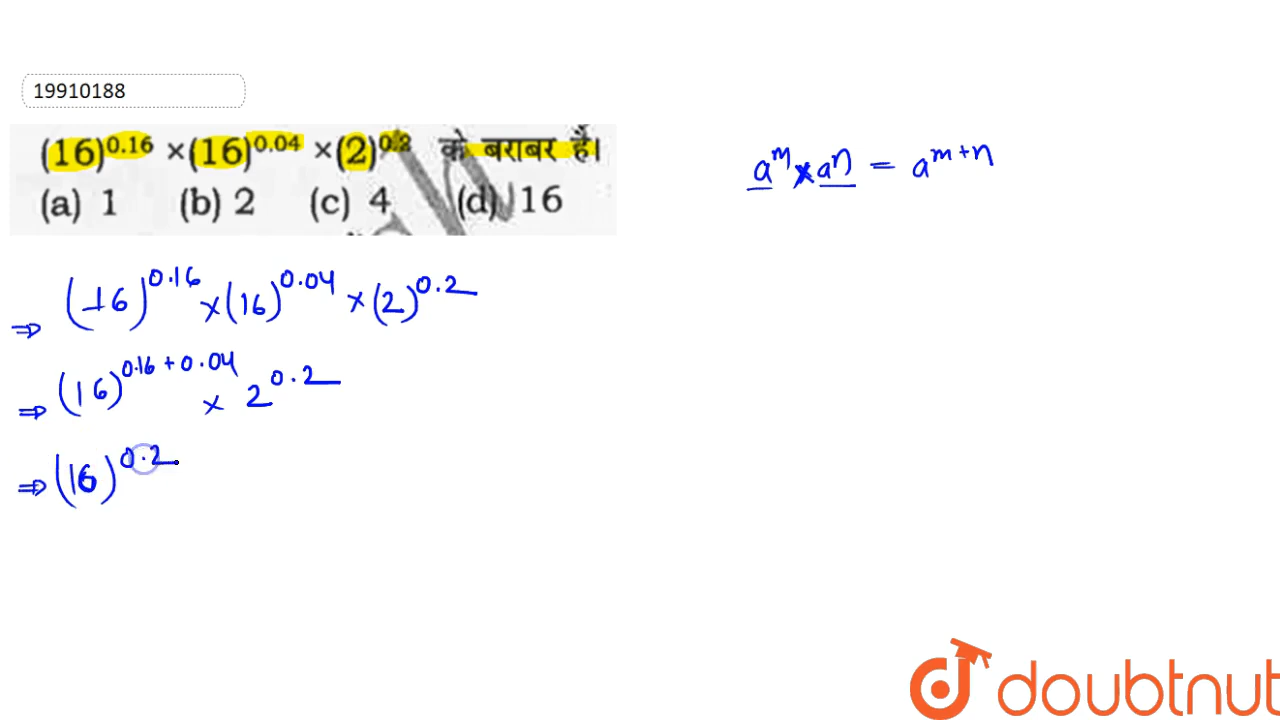 19910188
(16)^0.16 ×(16)^0.04 ×(2)^0.2 के बराबर है।
(a) 1 (b) 2 (c) 4 (d) 16
a^m × a^n = a^m+n
⇒ (16)^0.16 × (16)^0.04 × (2)^0.2
⇒ (16)^0.16 + 0.04 × 2^0.2
⇒ (16)^0.2
doubtnut